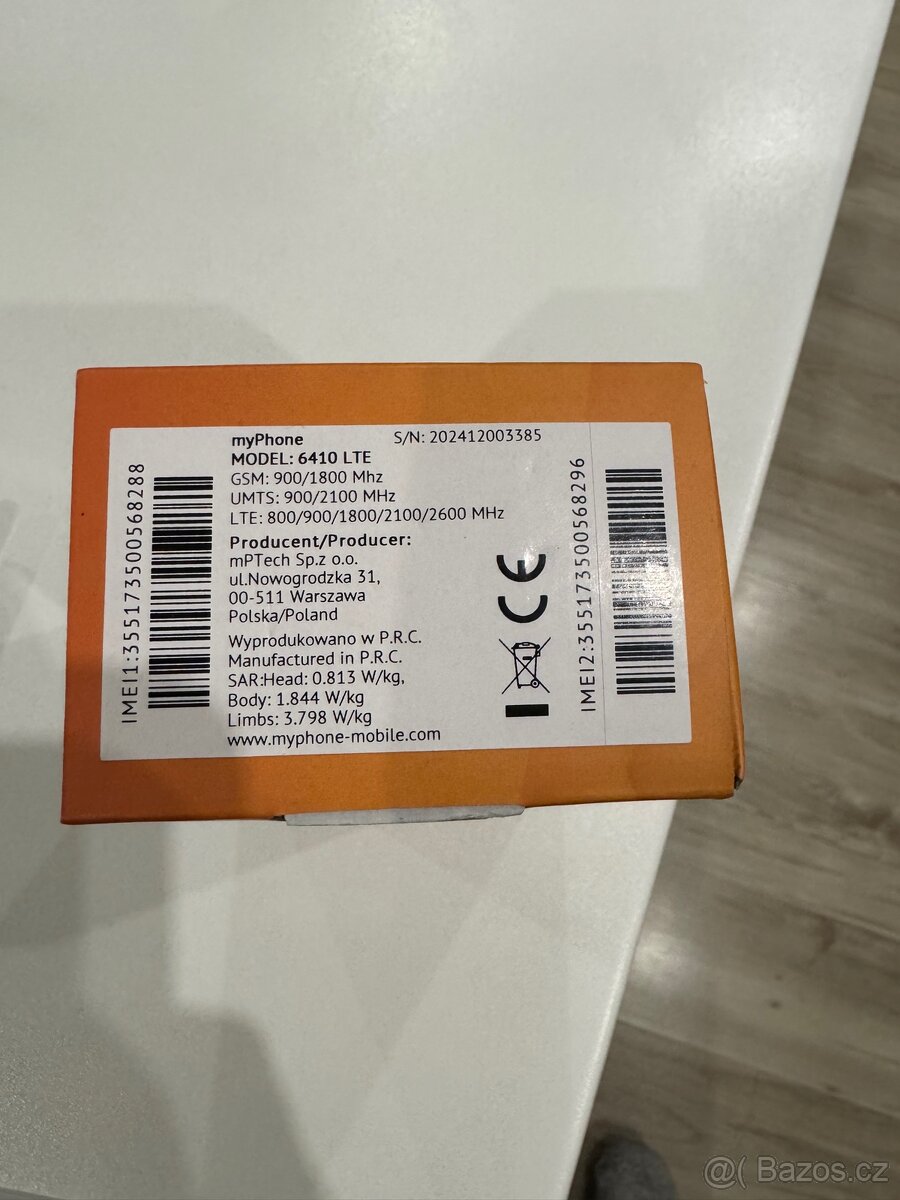 myPhone
S/N: 202412003385
MODEL: 6410 LTE
GSM: 900/1800 Mhz
UMTS: 900/2100 MHz
LTE: 800/900/1800/2100/2600 MHz
Producent/Producer:
mPTech Sp.z o.o.
ul.Nowogrodzka 31,
00-511 Warszawa
Polska/Poland
Wyprodukowano w P.R.C.
Manufactured in P.R.C.
SAR:Head: 0.813 W/kg,
Body: 1.844 W/kg
Limbs: 3.798 W/kg
www.myphone-mobile.com
IMEI1:355173500568288
IMEI2:355173500568296
CE
@( Bazos.cz